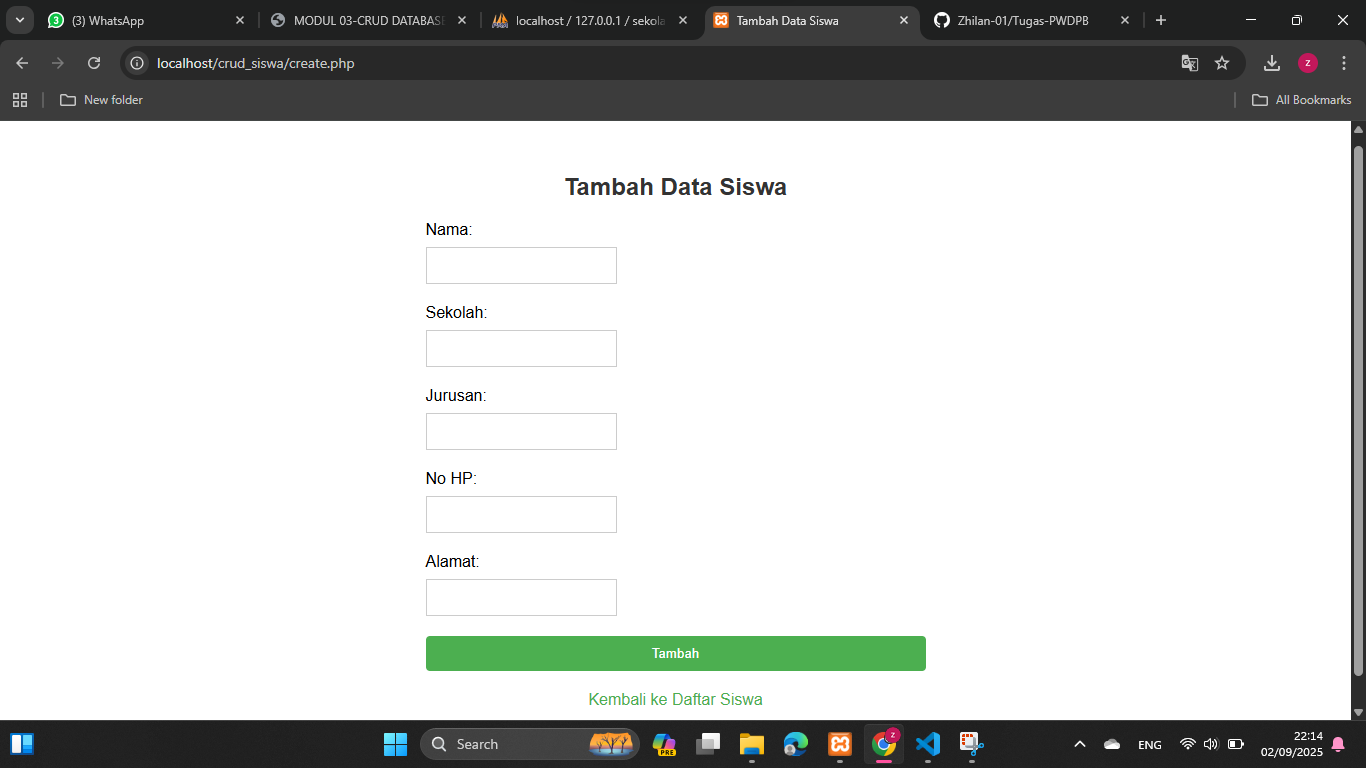 (3) WhatsApp
MODUL 03-CRUD DATABASE
localhost / 127.0.0.1 / sekola
Tambah Data Siswa
Zhilan-01/Tugas-PWDPB
localhost/crud_siswa/create.php
z
New folder
All Bookmarks
Tambah Data Siswa
Nama:
Sekolah:
Jurusan:
No HP:
Alamat:
Tambah
Kembali ke Daftar Siswa
Search
PRE
z
ENG
22:14
02/09/2025